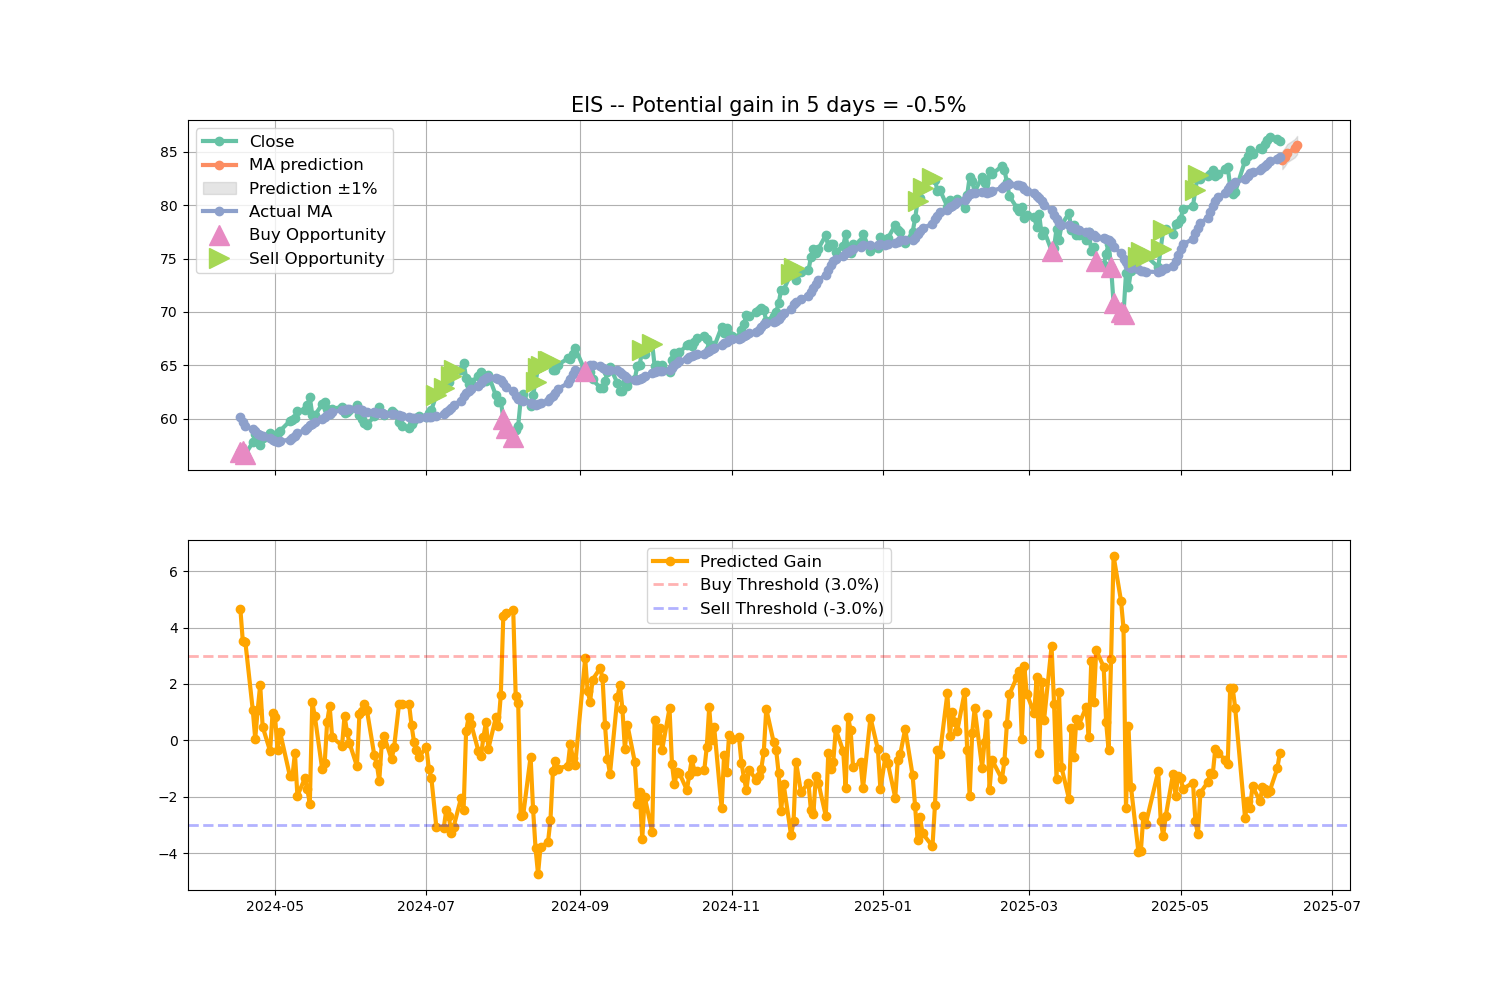 EIS -- Potential gain in 5 days = -0.5%
Close
MA prediction
Prediction ±1%
Actual MA
Buy Opportunity
Sell Opportunity
85
80
75
70
65
60
Predicted Gain
Buy Threshold (3.0%)
Sell Threshold (-3.0%)
6
4
2
0
−2
−4
2024-05
2024-07
2024-09
2024-11
2025-01
2025-03
2025-05
2025-07